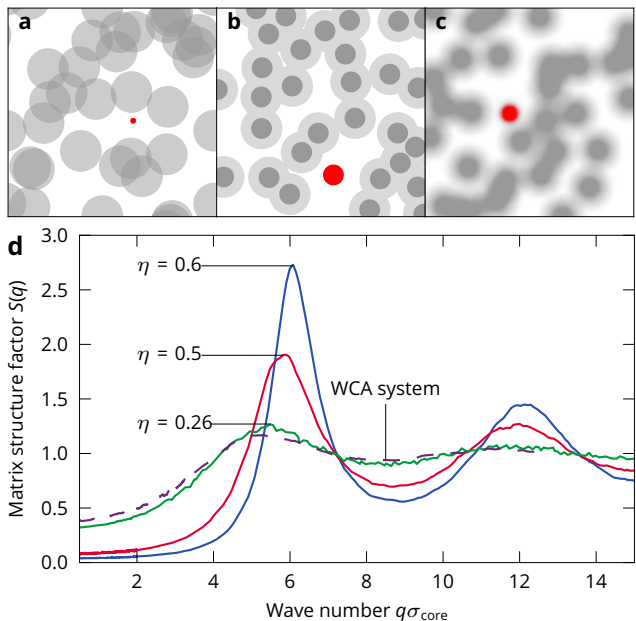 a
b
c
d
3.0
2.5
2.0
1.5
1.0
0.5
0.0
Matrix structure factor S(q)
η = 0.6
η = 0.5
η = 0.26
WCA system
2
4
6
8
10
12
14
Wave number qσcore